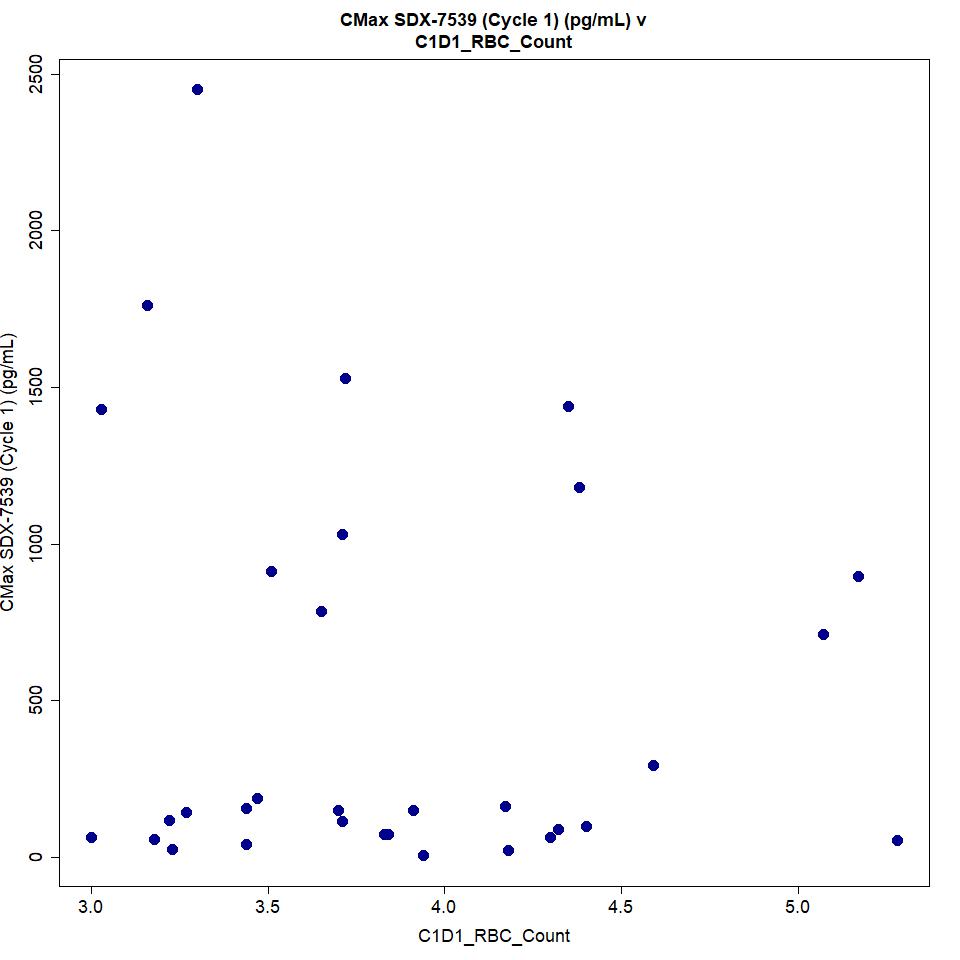 CMax SDX-7539 (Cycle 1) (pg/mL) v
C1D1_RBC_Count
2500
2000
1500
1000
500
0
CMax SDX-7539 (Cycle 1) (pg/mL)
3.0 3.5 4.0 4.5 5.0
C1D1_RBC_Count